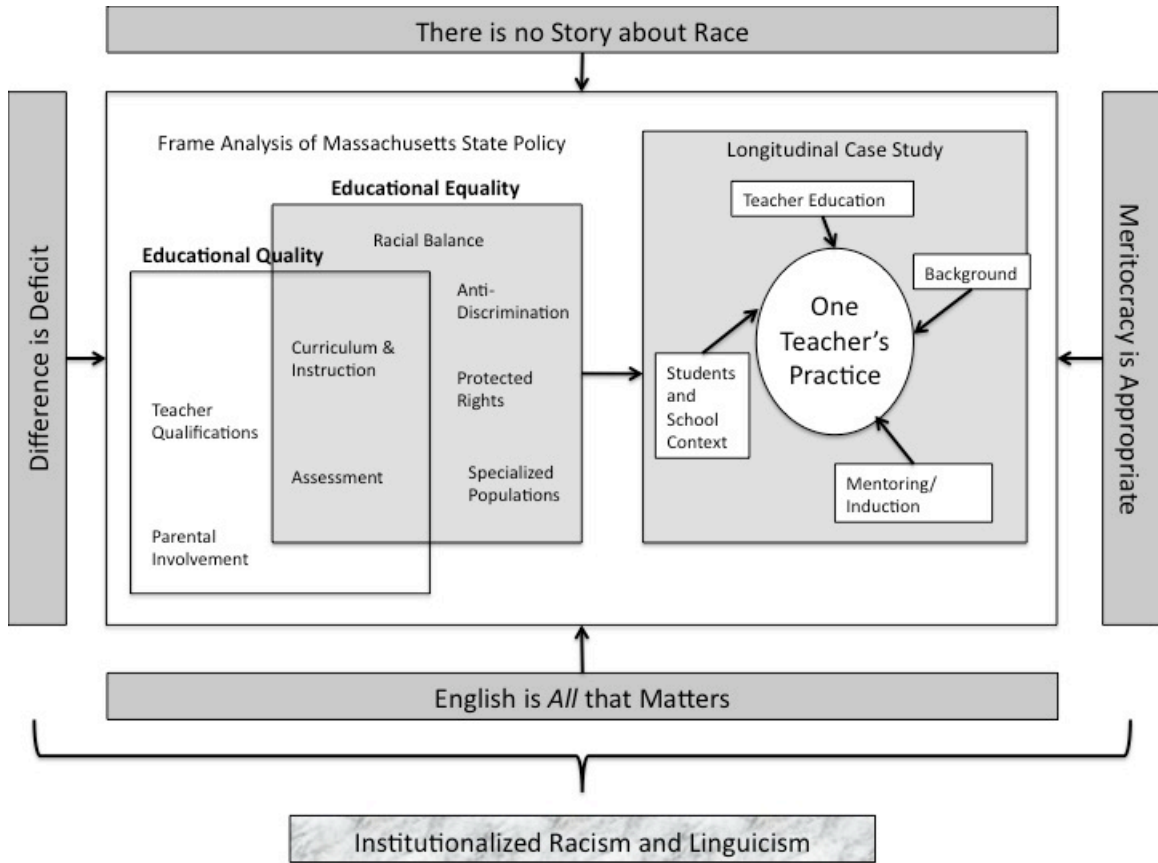 There is no Story about Race
Difference is Deficit
Frame Analysis of Massachusetts State Policy
Educational Equality
Educational Quality
Racial Balance
Anti-
Discrimination
Curriculum &
Instruction
Protected
Rights
Teacher
Qualifications
Assessment
Specialized
Populations
Parental
Involvement
Longitudinal Case Study
Teacher Education
Background
One
Teacher's
Practice
Students
and
School
Context
Mentoring/
Induction
Meritocracy is Appropriate
English is All that Matters
Institutionalized Racism and Linguicism